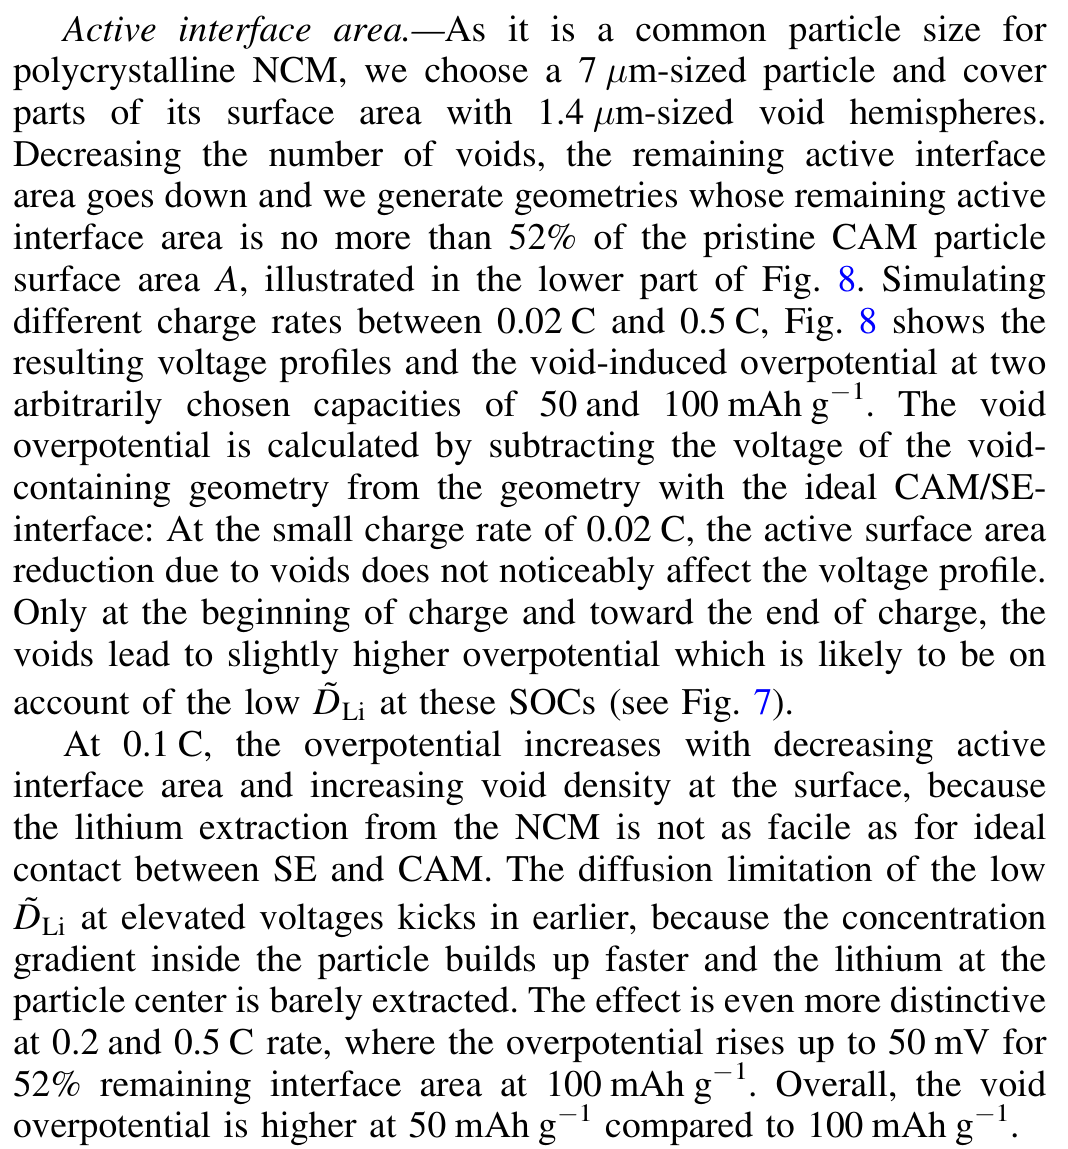 Active interface area.—As it is a common particle size for
polycrystalline NCM, we choose a 7 μm-sized particle and cover
parts of its surface area with 1.4 μm-sized void hemispheres.
Decreasing the number of voids, the remaining active interface
area goes down and we generate geometries whose remaining active
interface area is no more than 52% of the pristine CAM particle
surface area A, illustrated in the lower part of Fig. 8. Simulating
different charge rates between 0.02 C and 0.5 C, Fig. 8 shows the
resulting voltage profiles and the void-induced overpotential at two
arbitrarily chosen capacities of 50 and 100 mAh g⁻¹. The void
overpotential is calculated by subtracting the voltage of the void-
containing geometry from the geometry with the ideal CAM/SE-
interface: At the small charge rate of 0.02 C, the active surface area
reduction due to voids does not noticeably affect the voltage profile.
Only at the beginning of charge and toward the end of charge, the
voids lead to slightly higher overpotential which is likely to be on
account of the low D̃Li at these SOCs (see Fig. 7).
At 0.1 C, the overpotential increases with decreasing active
interface area and increasing void density at the surface, because
the lithium extraction from the NCM is not as facile as for ideal
contact between SE and CAM. The diffusion limitation of the low
D̃Li at elevated voltages kicks in earlier, because the concentration
gradient inside the particle builds up faster and the lithium at the
particle center is barely extracted. The effect is even more distinctive
at 0.2 and 0.5 C rate, where the overpotential rises up to 50 mV for
52% remaining interface area at 100 mAh g⁻¹. Overall, the void
overpotential is higher at 50 mAh g⁻¹ compared to 100 mAh g⁻¹.